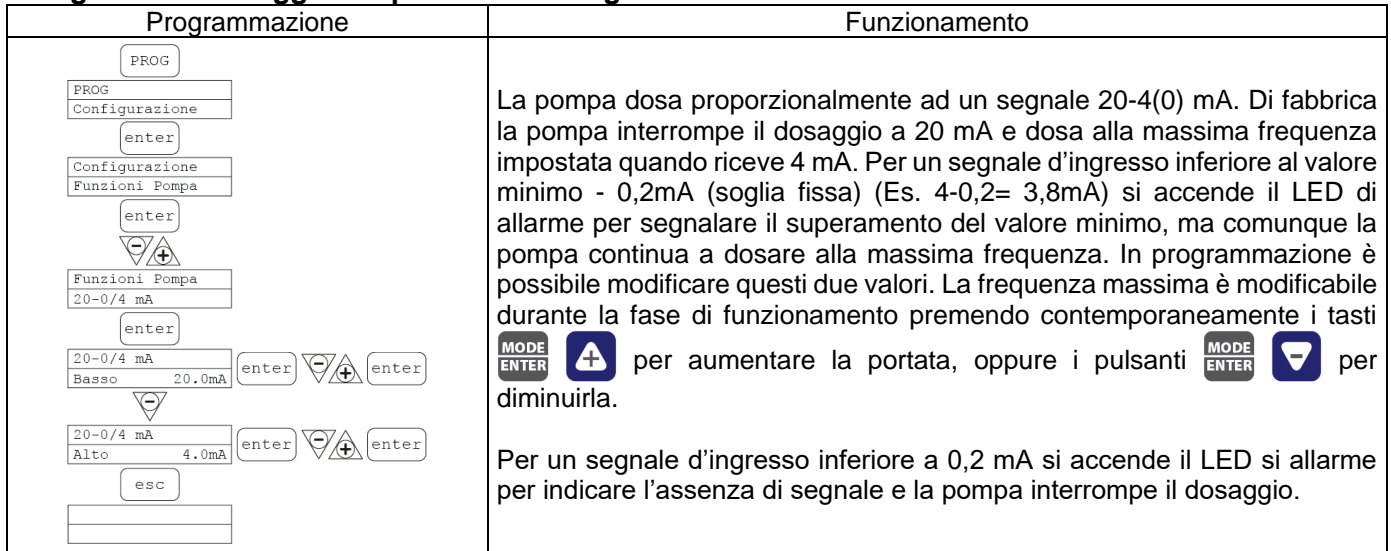 Programmazione
Funzionamento
PROG
PROG
Configurazione
enter
Configurazione
Funzioni Pompa
enter
Funzioni Pompa
20-0/4 mA
enter
20-0/4 mA
Basso 20.0mA
enter
enter
20-0/4 mA
Alto 4.0mA
enter
enter
esc
La pompa dosa proporzionalmente ad un segnale 20-4(0) mA. Di fabbrica
la pompa interrompe il dosaggio a 20 mA e dosa alla massima frequenza
impostata quando riceve 4 mA. Per un segnale d’ingresso inferiore al valore
minimo - 0,2mA (soglia fissa) (Es. 4-0,2= 3,8mA) si accende il LED di
allarme per segnalare il superamento del valore minimo, ma comunque la
pompa continua a dosare alla massima frequenza. In programmazione è
possibile modificare questi due valori. La frequenza massima è modificabile
durante la fase di funzionamento premendo contemporaneamente i tasti
MODE ENTER + per aumentare la portata, oppure i pulsanti MODE ENTER - per
diminuirla.
Per un segnale d’ingresso inferiore a 0,2 mA si accende il LED si allarme
per indicare l’assenza di segnale e la pompa interrompe il dosaggio.